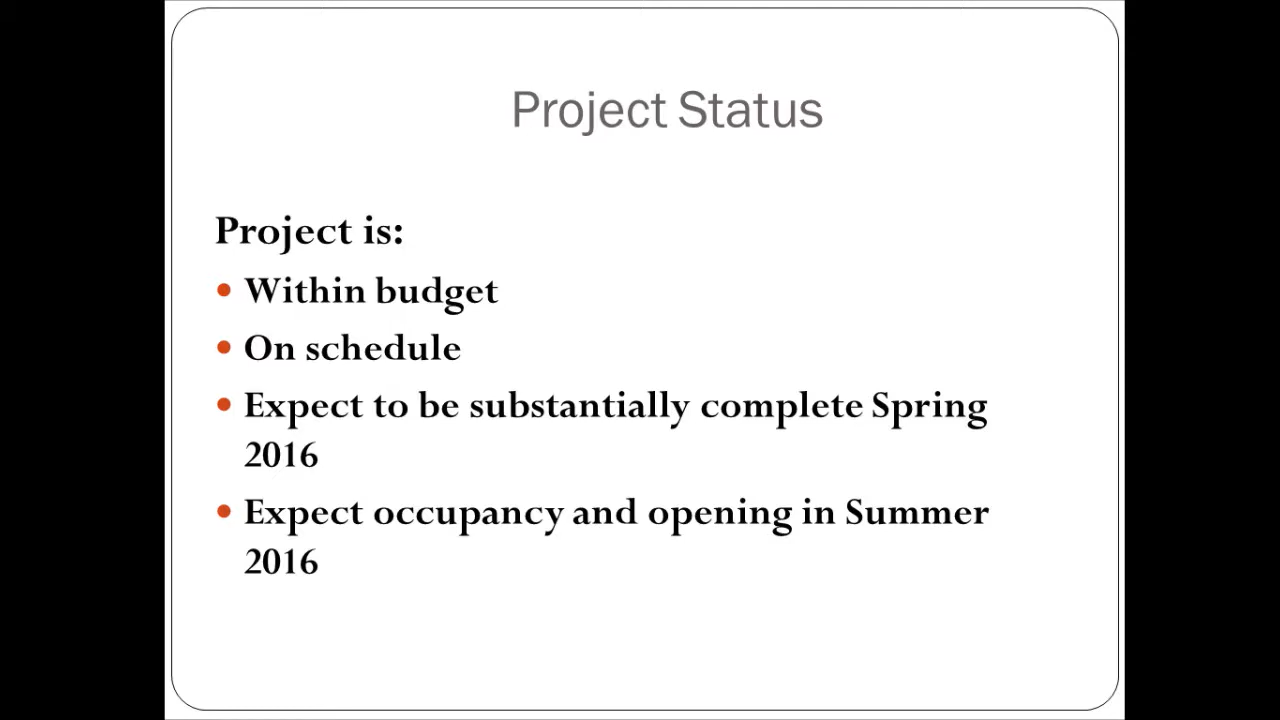 Project Status
Project is:
• Within budget
• On schedule
• Expect to be substantially complete Spring
2016
• Expect occupancy and opening in Summer
2016